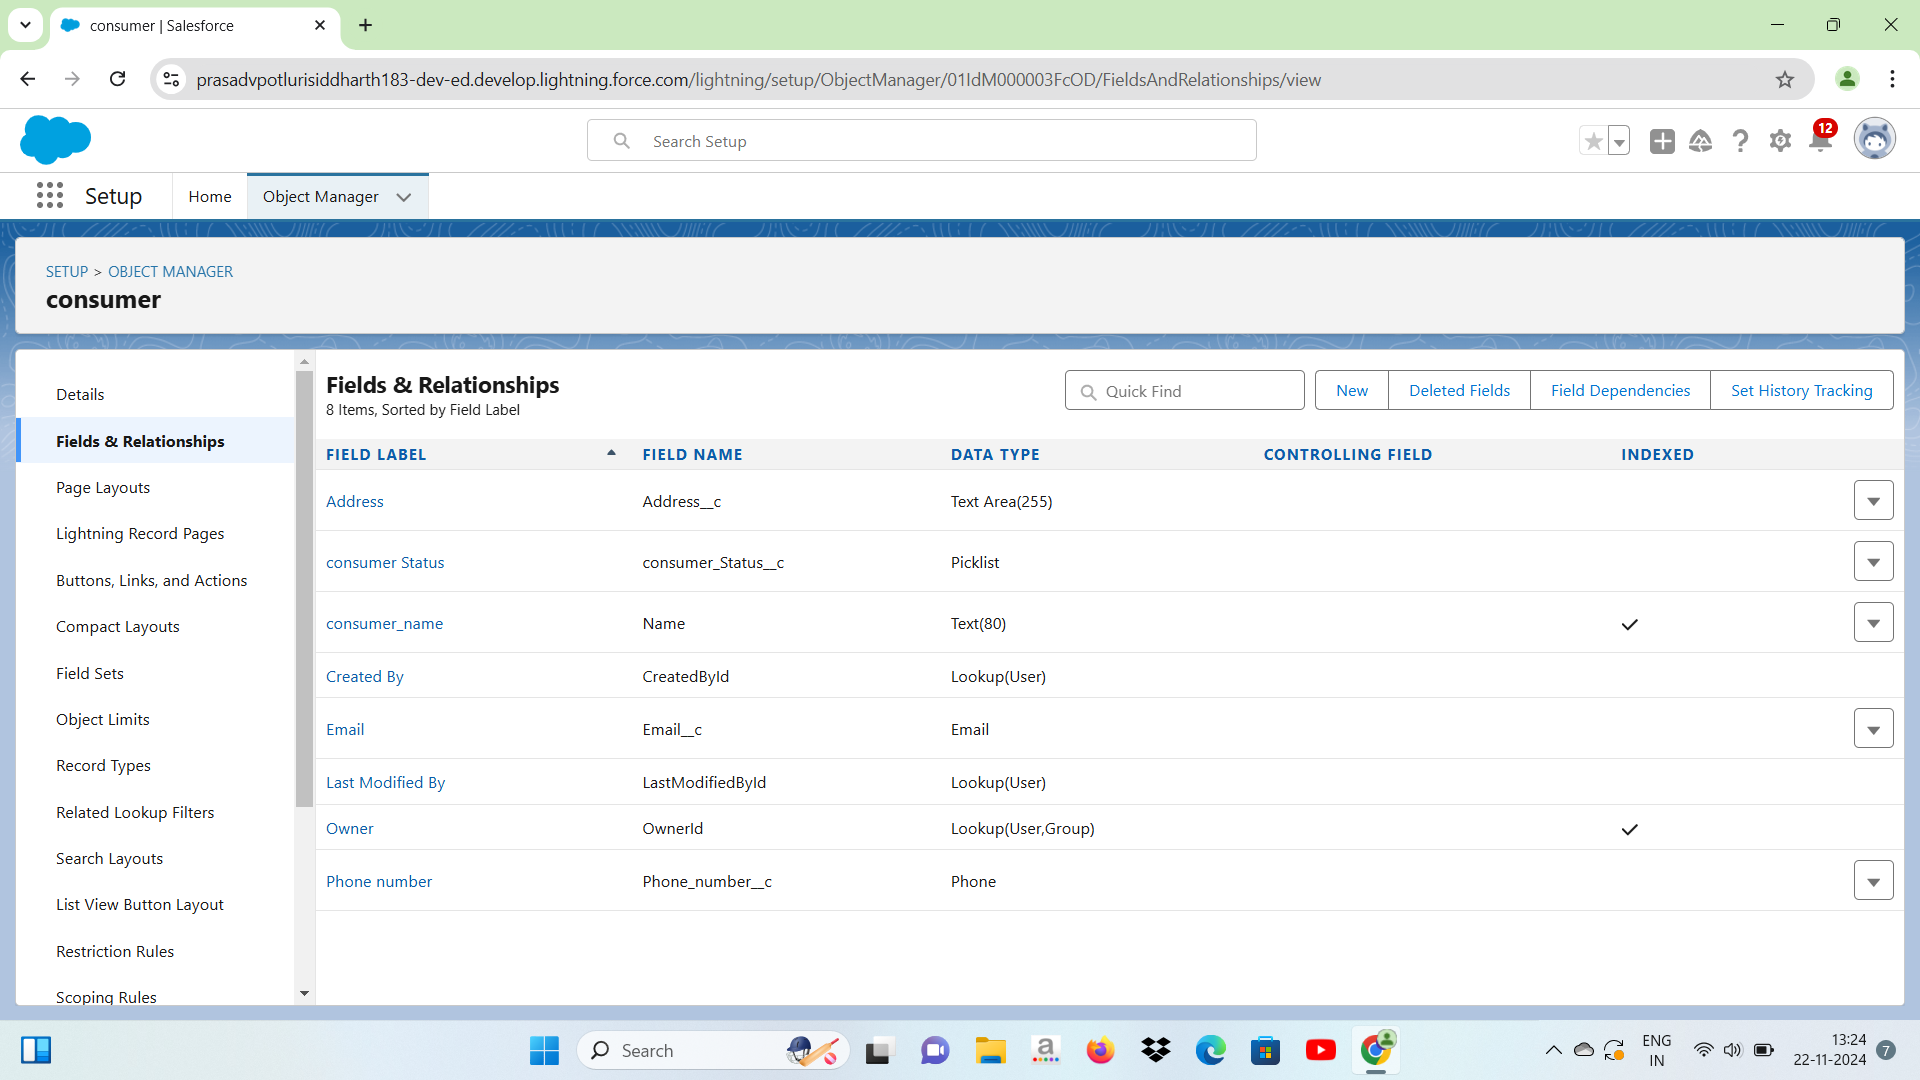 consumer | Salesforce
prasadvpotlurisiddharth183-dev-ed.develop.lightning.force.com/lightning/setup/ObjectManager/01IdM000003FcOD/FieldsAndRelationships/view
Search Setup
12
Setup
Home
Object Manager
SETUP > OBJECT MANAGER
consumer
Details
Fields & Relationships
Page Layouts
Lightning Record Pages
Buttons, Links, and Actions
Compact Layouts
Field Sets
Object Limits
Record Types
Related Lookup Filters
Search Layouts
List View Button Layout
Restriction Rules
Scoping Rules
Fields & Relationships
8 Items, Sorted by Field Label
Quick Find
New
Deleted Fields
Field Dependencies
Set History Tracking
FIELD LABEL FIELD NAME DATA TYPE CONTROLLING FIELD INDEXED
Address Address__c Text Area(255)
consumer Status consumer_Status__c Picklist
consumer_name Name Text(80)
Created By CreatedById Lookup(User)
Email Email__c Email
Last Modified By LastModifiedById Lookup(User)
Owner OwnerId Lookup(User,Group)
Phone number Phone_number__c Phone
Search
a
ENG
IN
13:24
22-11-2024
7